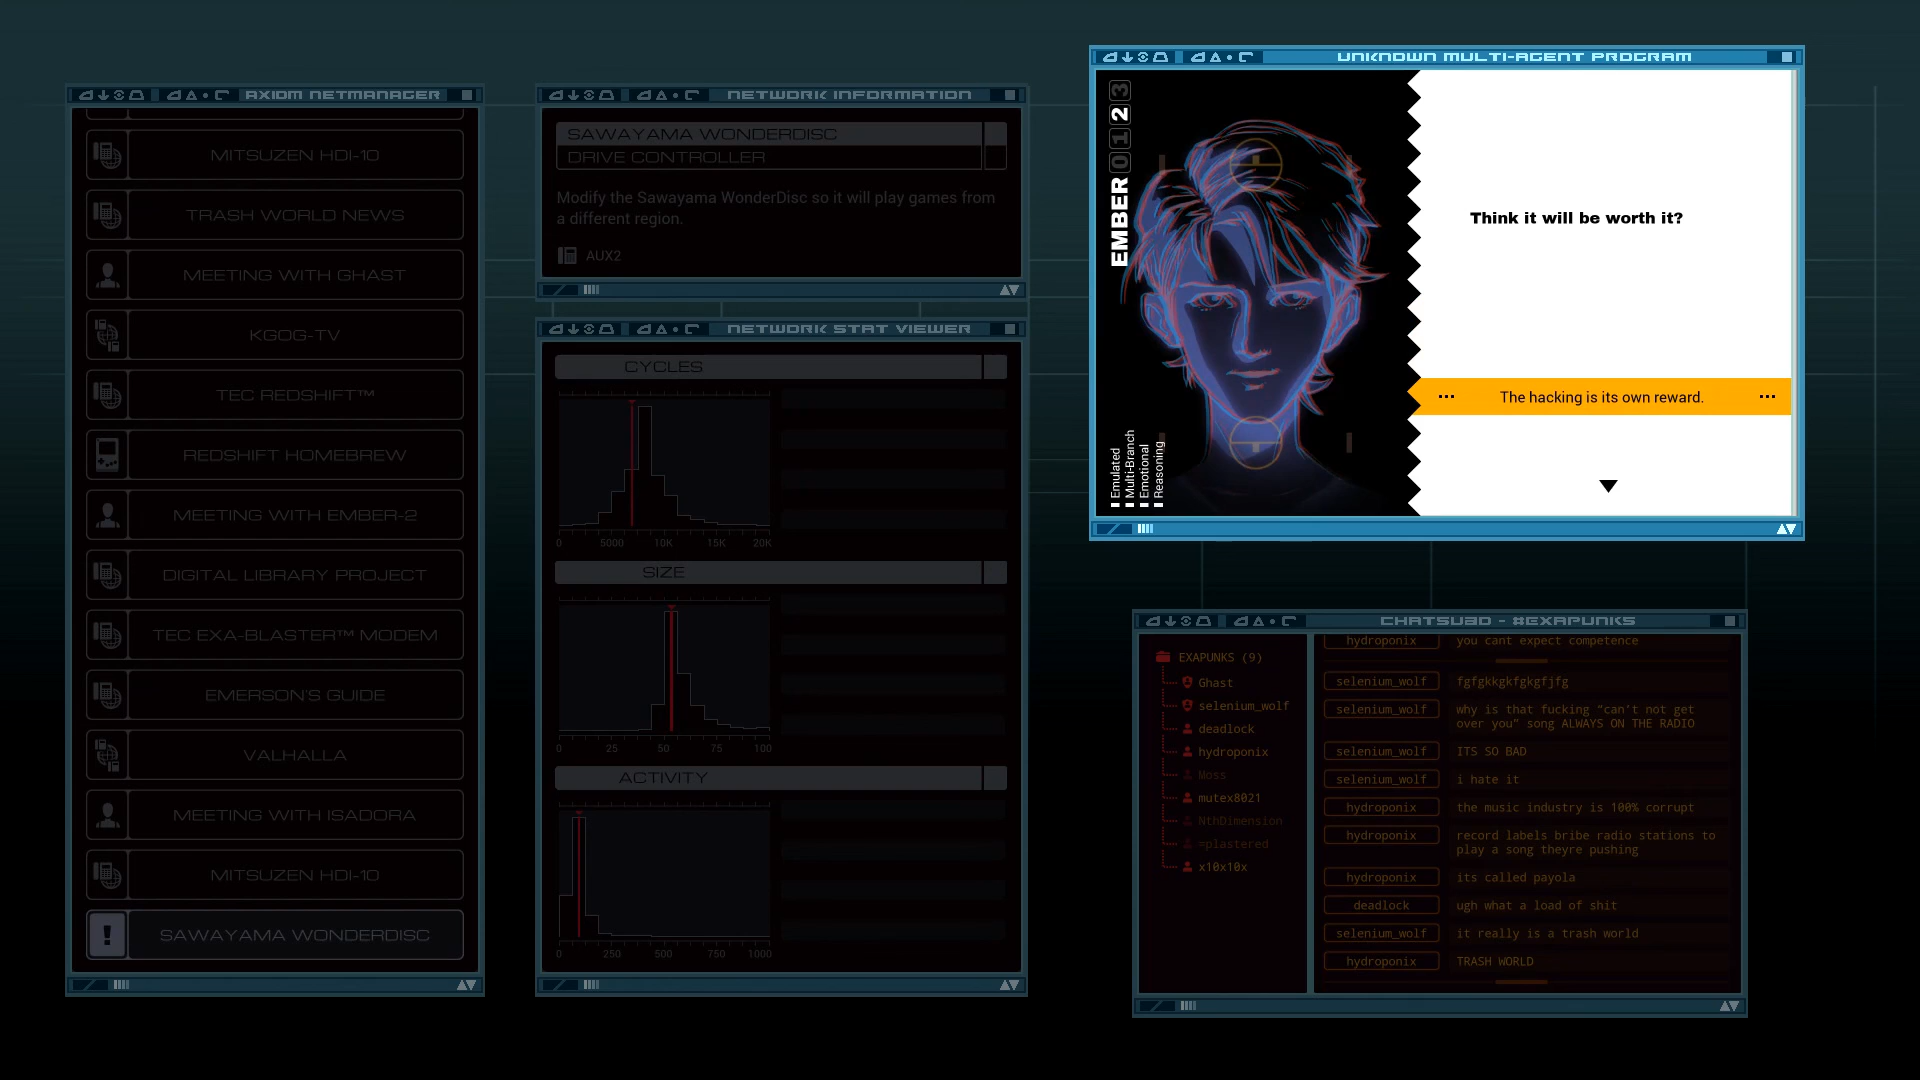 AXIOM NETMANAGER
MITSUZEN HDI-10
TRASH WORLD NEWS
MEETING WITH GHAST
KGOG-TV
TEC REDSHIFT™
REDSHIFT HOMEBREW
MEETING WITH EMBER-2
DIGITAL LIBRARY PROJECT
TEC EXA-BLASTER™ MODEM
EMERSON'S GUIDE
VALHALLA
MEETING WITH ISADORA
MITSUZEN HDI-10
! SAWAYAMA WONDERDISC
NETWORK INFORMATION
SAWAYAMA WONDERDISC
DRIVE CONTROLLER
Modify the Sawayama WonderDisc so it will play games from
a different region.
AUX2
NETWORK STAT VIEWER
CYCLES
0 5000 10K 15K 20K
SIZE
0 25 50 75 100
ACTIVITY
0 250 500 750 1000
UNKNOWN MULTI-AGENT PROGRAM
EMBER 0 1 2 3
Emulated
Multi-Branch
Emotional
Reasoning
Think it will be worth it?
... The hacking is its own reward. ...
CHATSUBO - #EXAPUNKS
EXAPUNKS (9)
Ghast
selenium_wolf
deadlock
hydroponix
Moss
mutex8021
NthDimension
=plastered
x10x10x
hydroponix you cant expect competence
selenium_wolf fgfgkkgkfgkgfjfg
selenium_wolf why is that fucking "can't not get
over you" song ALWAYS ON THE RADIO
selenium_wolf ITS SO BAD
selenium_wolf i hate it
hydroponix the music industry is 100% corrupt
hydroponix record labels bribe radio stations to
play a song theyre pushing
hydroponix its called payola
deadlock ugh what a load of shit
selenium_wolf it really is a trash world
hydroponix TRASH WORLD